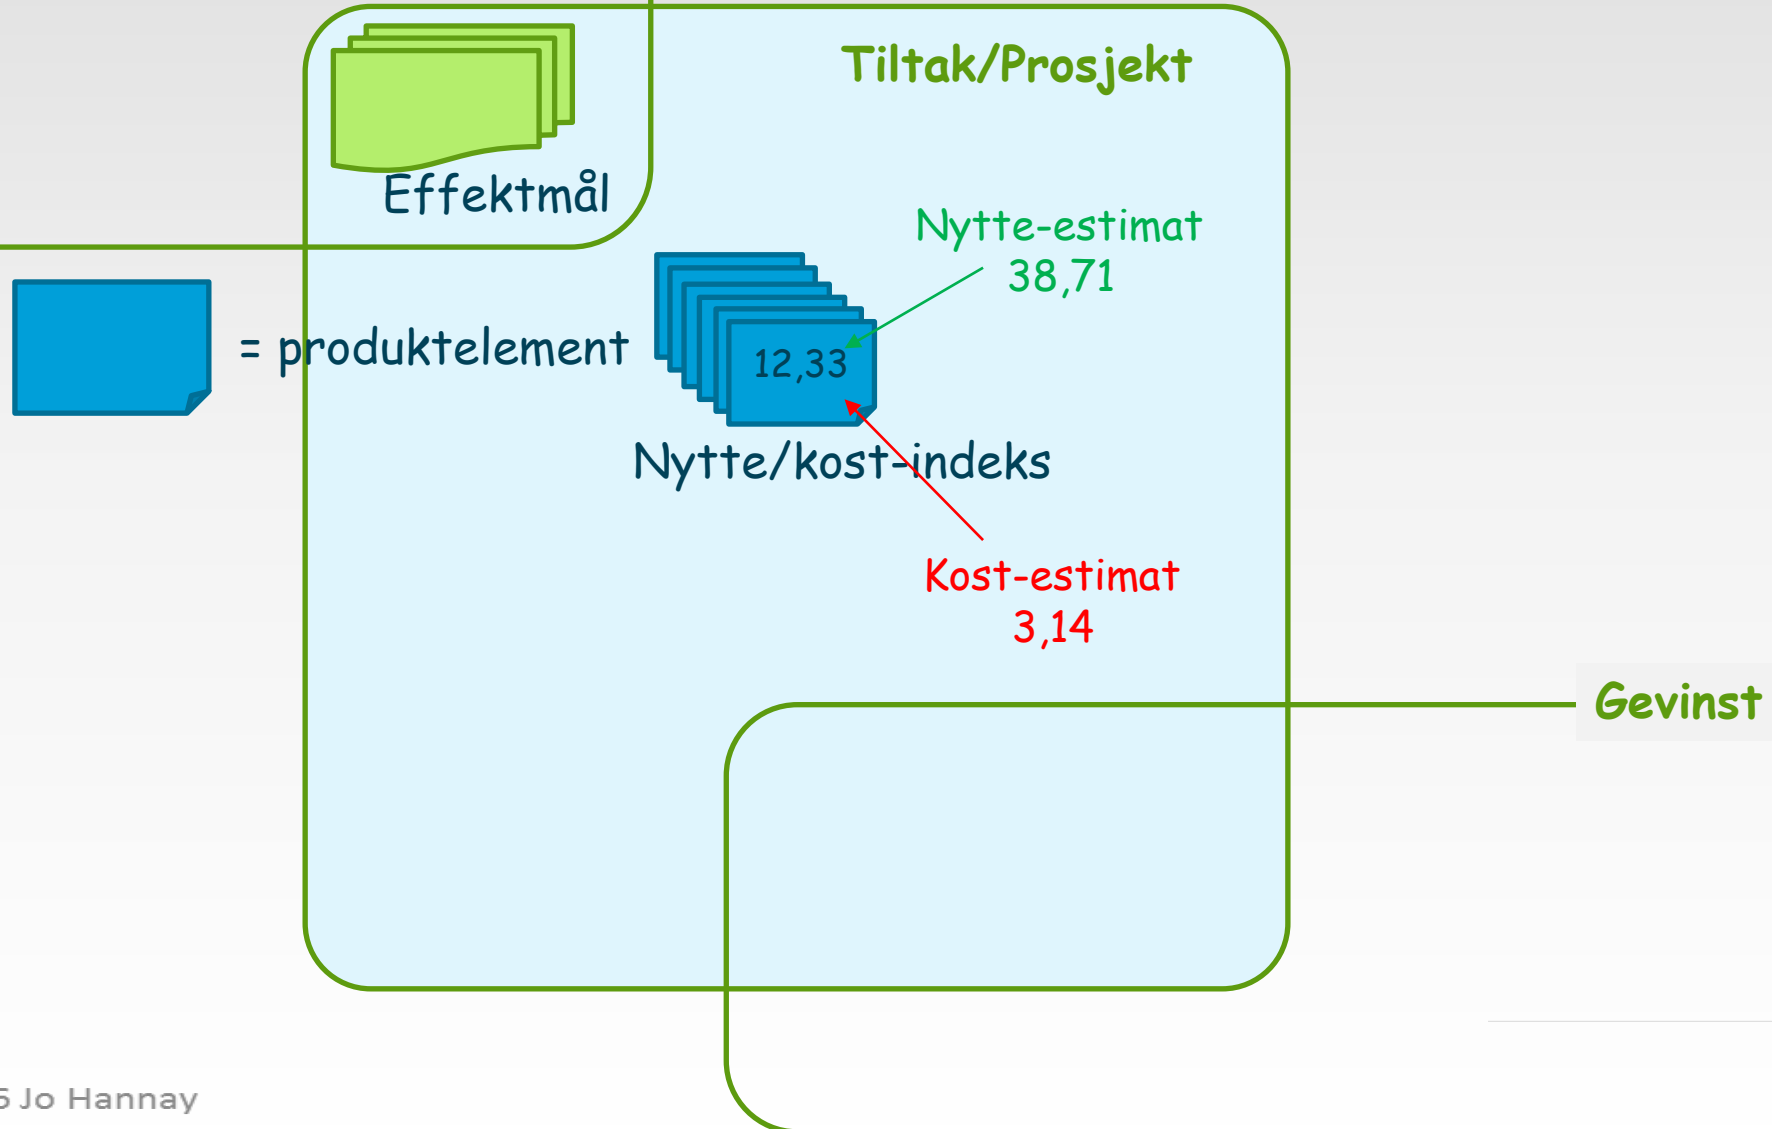 Tiltak/Prosjekt
Effektmål
Nytte-estimat
38,71
= produktelement
12,33
Nytte/kost-indeks
Kost-estimat
3,14
Gevinst
Jo Hannay